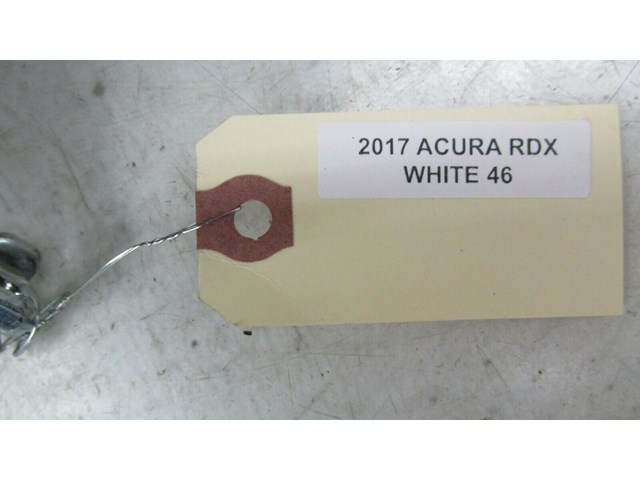 2017 ACURA RDX
WHITE 46